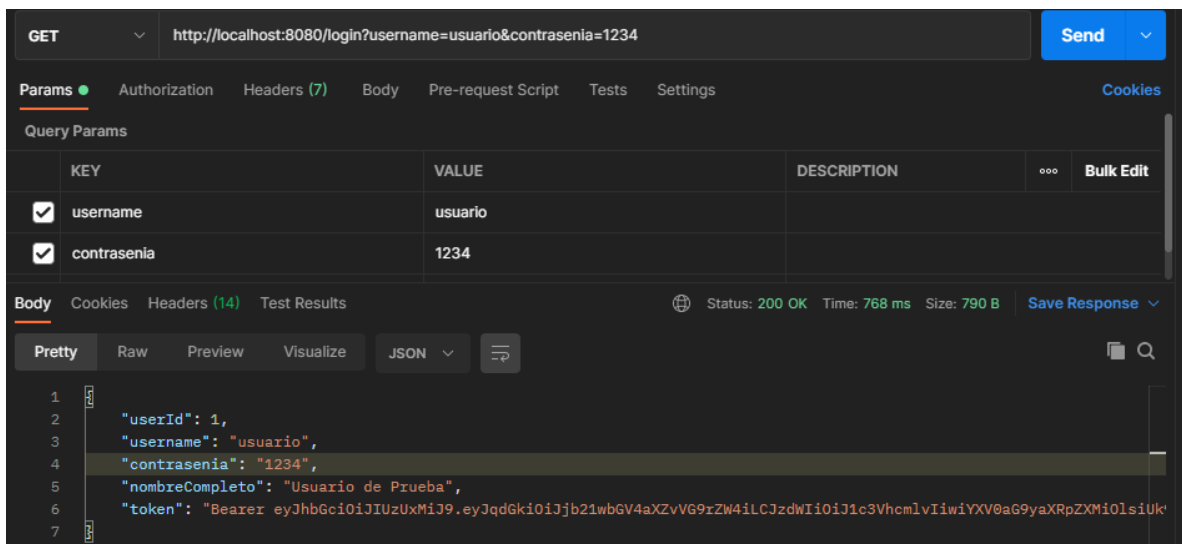 GET http://localhost:8080/login?username=usuario&contrasenia=1234 Send
Params Authorization Headers (7) Body Pre-request Script Tests Settings Cookies
Query Params
KEY VALUE DESCRIPTION ooo Bulk Edit
username usuario
contrasenia 1234
Body Cookies Headers (14) Test Results Status: 200 OK Time: 768 ms Size: 790 B Save Response
Pretty Raw Preview Visualize JSON
1 {
2 "userId": 1,
3 "username": "usuario",
4 "contrasenia": "1234",
5 "nombreCompleto": "Usuario de Prueba",
6 "token": "Bearer eyJhbGciOiJIUzUxMiJ9.eyJqdGkiOiJjb21wbGV4aXZvVG9rZW4iLCJzdWIiOiJ1c3VhcmlvIiwiYXV0aG9yaXRpZXMiOlsiUk
7 }